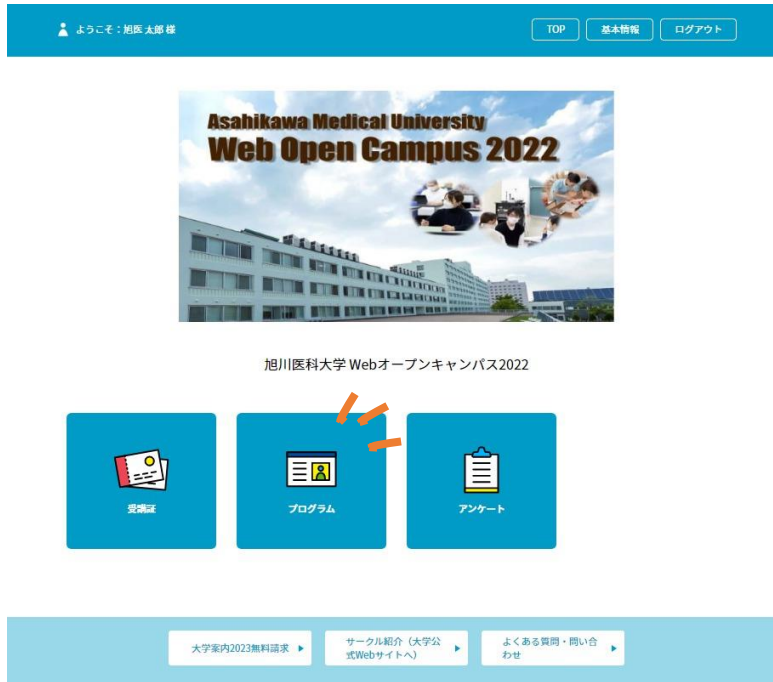 ようこそ：旭医 太郎 様
TOP
基本情報
ログアウト
Asahikawa Medical University
Web Open Campus 2022
旭川医科大学 Webオープンキャンパス2022
受講証
プログラム
アンケート
大学案内2023無料請求 ▶
サークル紹介（大学公
式Webサイトへ） ▶
よくある質問・問い合
わせ ▶